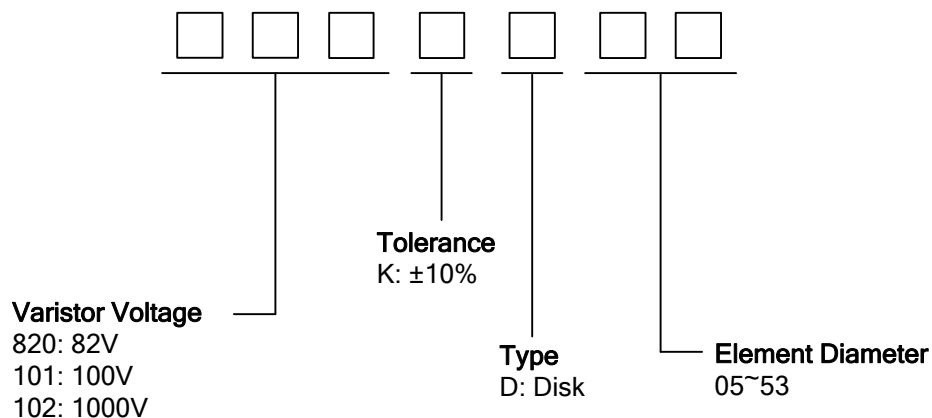 Tolerance
K: ±10%
Varistor Voltage
820: 82V
101: 100V
102: 1000V
Type
D: Disk
Element Diameter
05~53